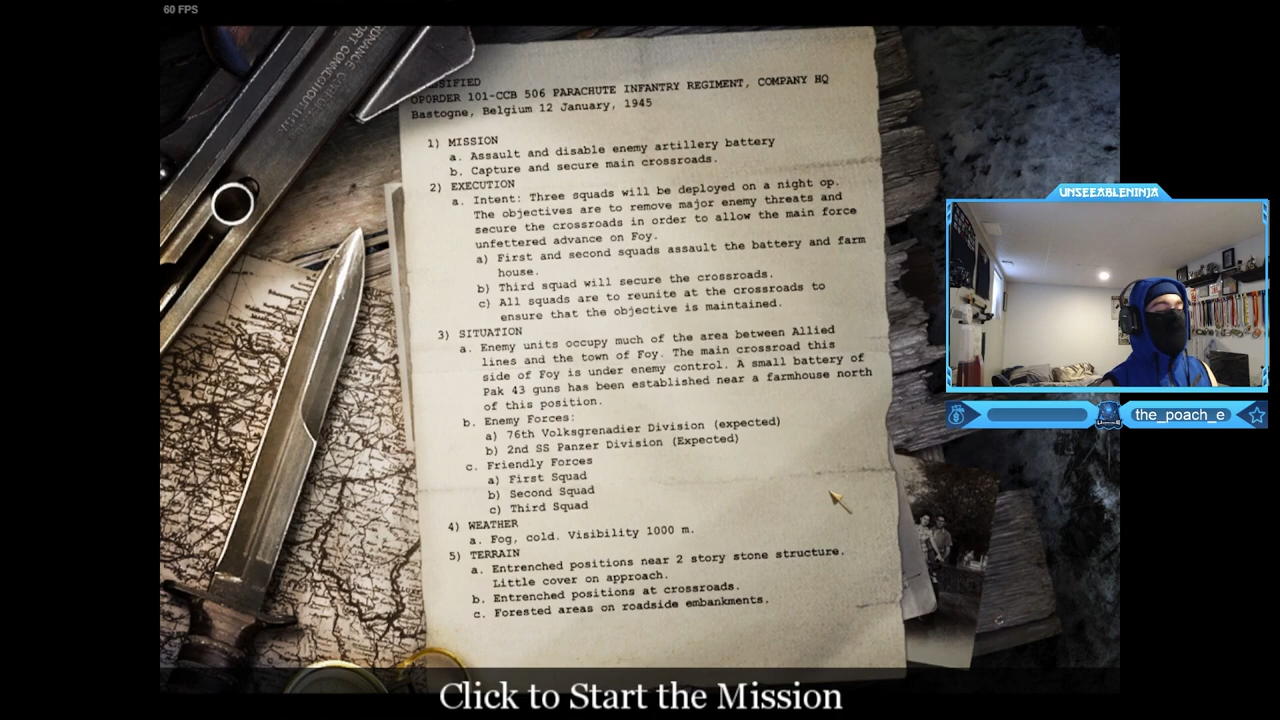 60 FPS
SSIFIED
OPORDER 101-CCB 506 PARACHUTE INFANTRY REGIMENT, COMPANY HQ
Bastogne, Belgium 12 January, 1945
1) MISSION
a. Assault and disable enemy artillery battery
b. Capture and secure main crossroads.
2) EXECUTION
a. Intent: Three squads will be deployed on a night op.
The objectives are to remove major enemy threats and
secure the crossroads in order to allow the main force
unfettered advance on Foy.
a) First and second squads assault the battery and farm
house.
b) Third squad will secure the crossroads.
c) All squads are to reunite at the crossroads to
ensure that the objective is maintained.
3) SITUATION
a. Enemy units occupy much of the area between Allied
lines and the town of Foy. The main crossroad this
side of Foy is under enemy control. A small battery of
Pak 43 guns has been established near a farmhouse north
of this position.
b. Enemy Forces:
a) 76th Volksgrenadier Division (expected)
b) 2nd SS Panzer Division (Expected)
c. Friendly Forces
a) First Squad
b) Second Squad
c) Third Squad
4) WEATHER
a. Fog, cold. Visibility 1000 m.
5) TERRAIN
a. Entrenched positions near 2 story stone structure.
Little cover on approach.
b. Entrenched positions at crossroads.
c. Forested areas on roadside embankments.
Click to Start the Mission
UNSEEABLENINJA
the_poach_e